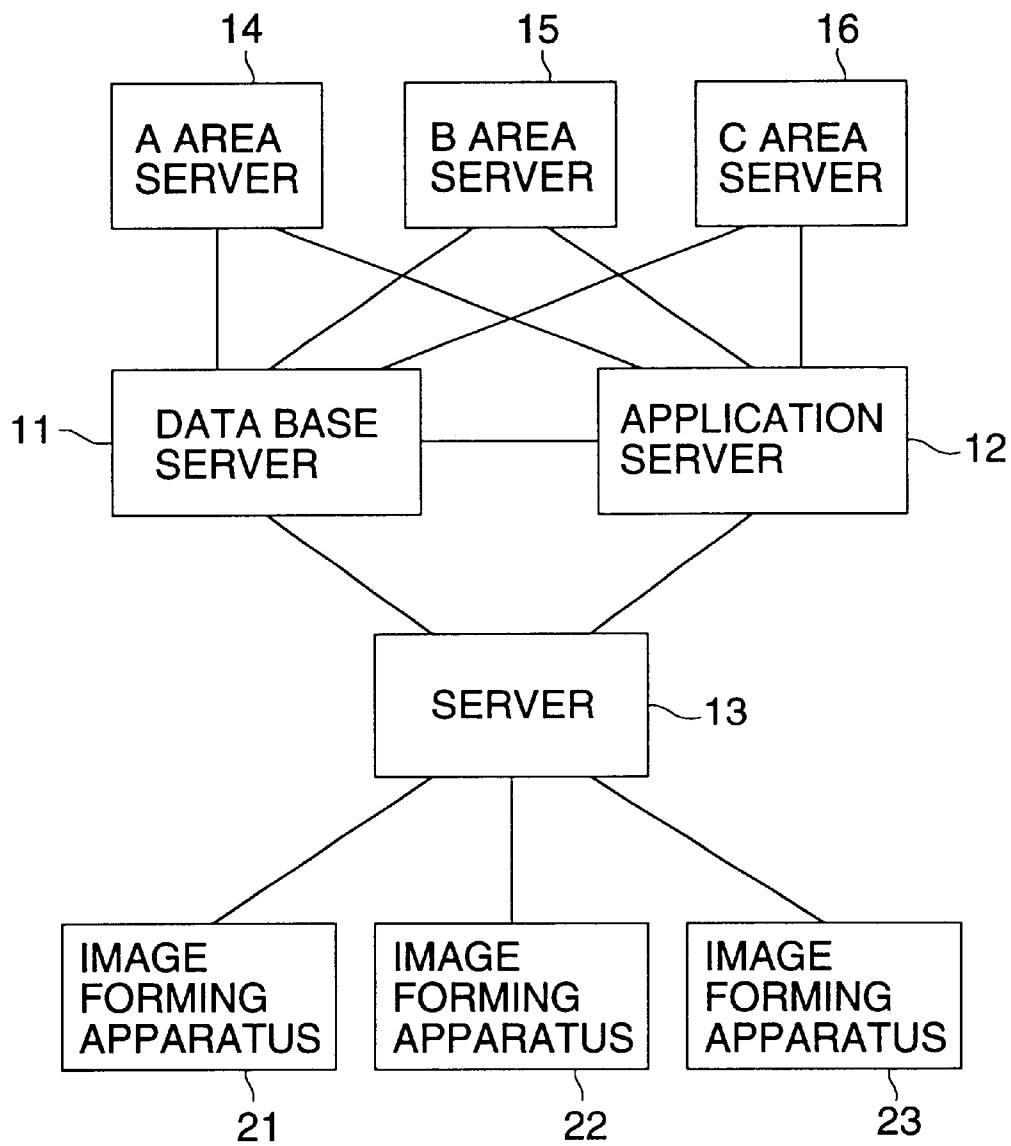 14
15
16
A AREA
SERVER
B AREA
SERVER
C AREA
SERVER
11
DATA BASE
SERVER
APPLICATION
SERVER
12
SERVER
13
IMAGE
FORMING
APPARATUS
IMAGE
FORMING
APPARATUS
IMAGE
FORMING
APPARATUS
21
22
23